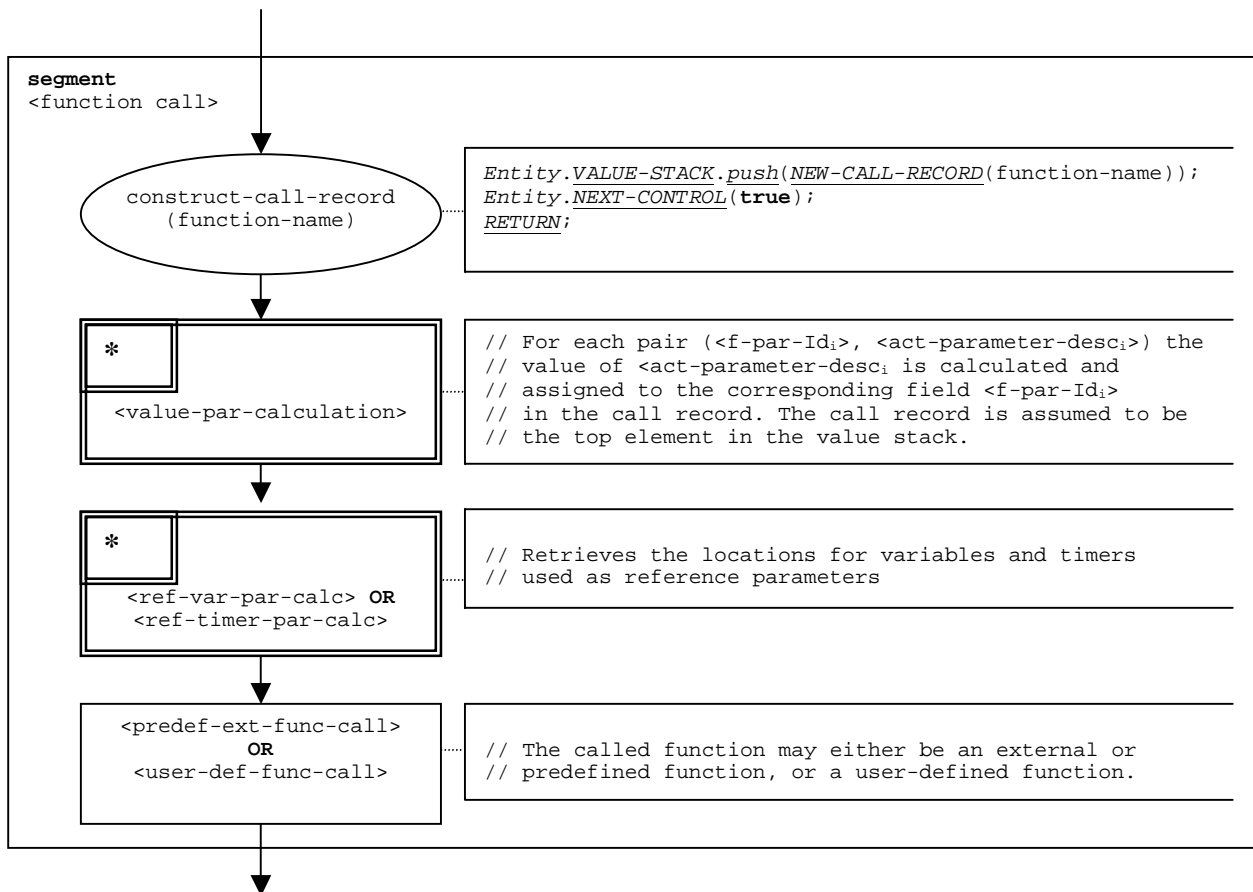 segment
<function call>
construct-call-record
(function-name)
Entity.VALUE-STACK.push(NEW-CALL-RECORD(function-name));
Entity.NEXT-CONTROL(true);
RETURN;
*
<value-par-calculation>
// For each pair (<f-par-Idᵢ>, <act-parameter-descᵢ>) the
// value of <act-parameter-descᵢ is calculated and
// assigned to the corresponding field <f-par-Idᵢ>
// in the call record. The call record is assumed to be
// the top element in the value stack.
*
<ref-var-par-calc> OR
<ref-timer-par-calc>
// Retrieves the locations for variables and timers
// used as reference parameters
<predef-ext-func-call>
OR
<user-def-func-call>
// The called function may either be an external or
// predefined function, or a user-defined function.